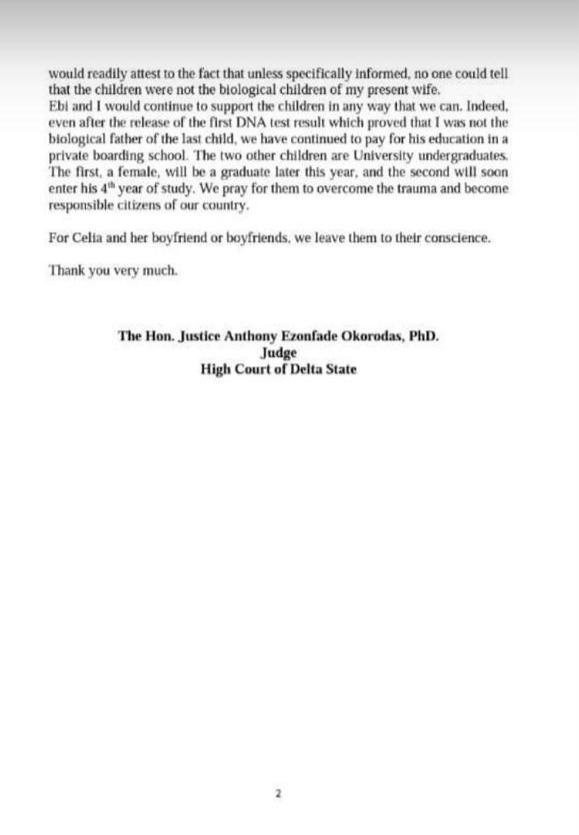 would readily attest to the fact that unless specifically informed, no one could tell
that the children were not the biological children of my present wife.
Ebi and I would continue to support the children in any way that we can. Indeed,
even after the release of the first DNA test result which proved that I was not the
biological father of the last child, we have continued to pay for his education in a
private boarding school. The two other children are University undergraduates.
The first, a female, will be a graduate later this year, and the second will soon
enter his 4th year of study. We pray for them to overcome the trauma and become
responsible citizens of our country.
For Celia and her boyfriend or boyfriends, we leave them to their conscience.
Thank you very much.
The Hon. Justice Anthony Ezonfade Okorodas, PhD.
Judge
High Court of Delta State
2